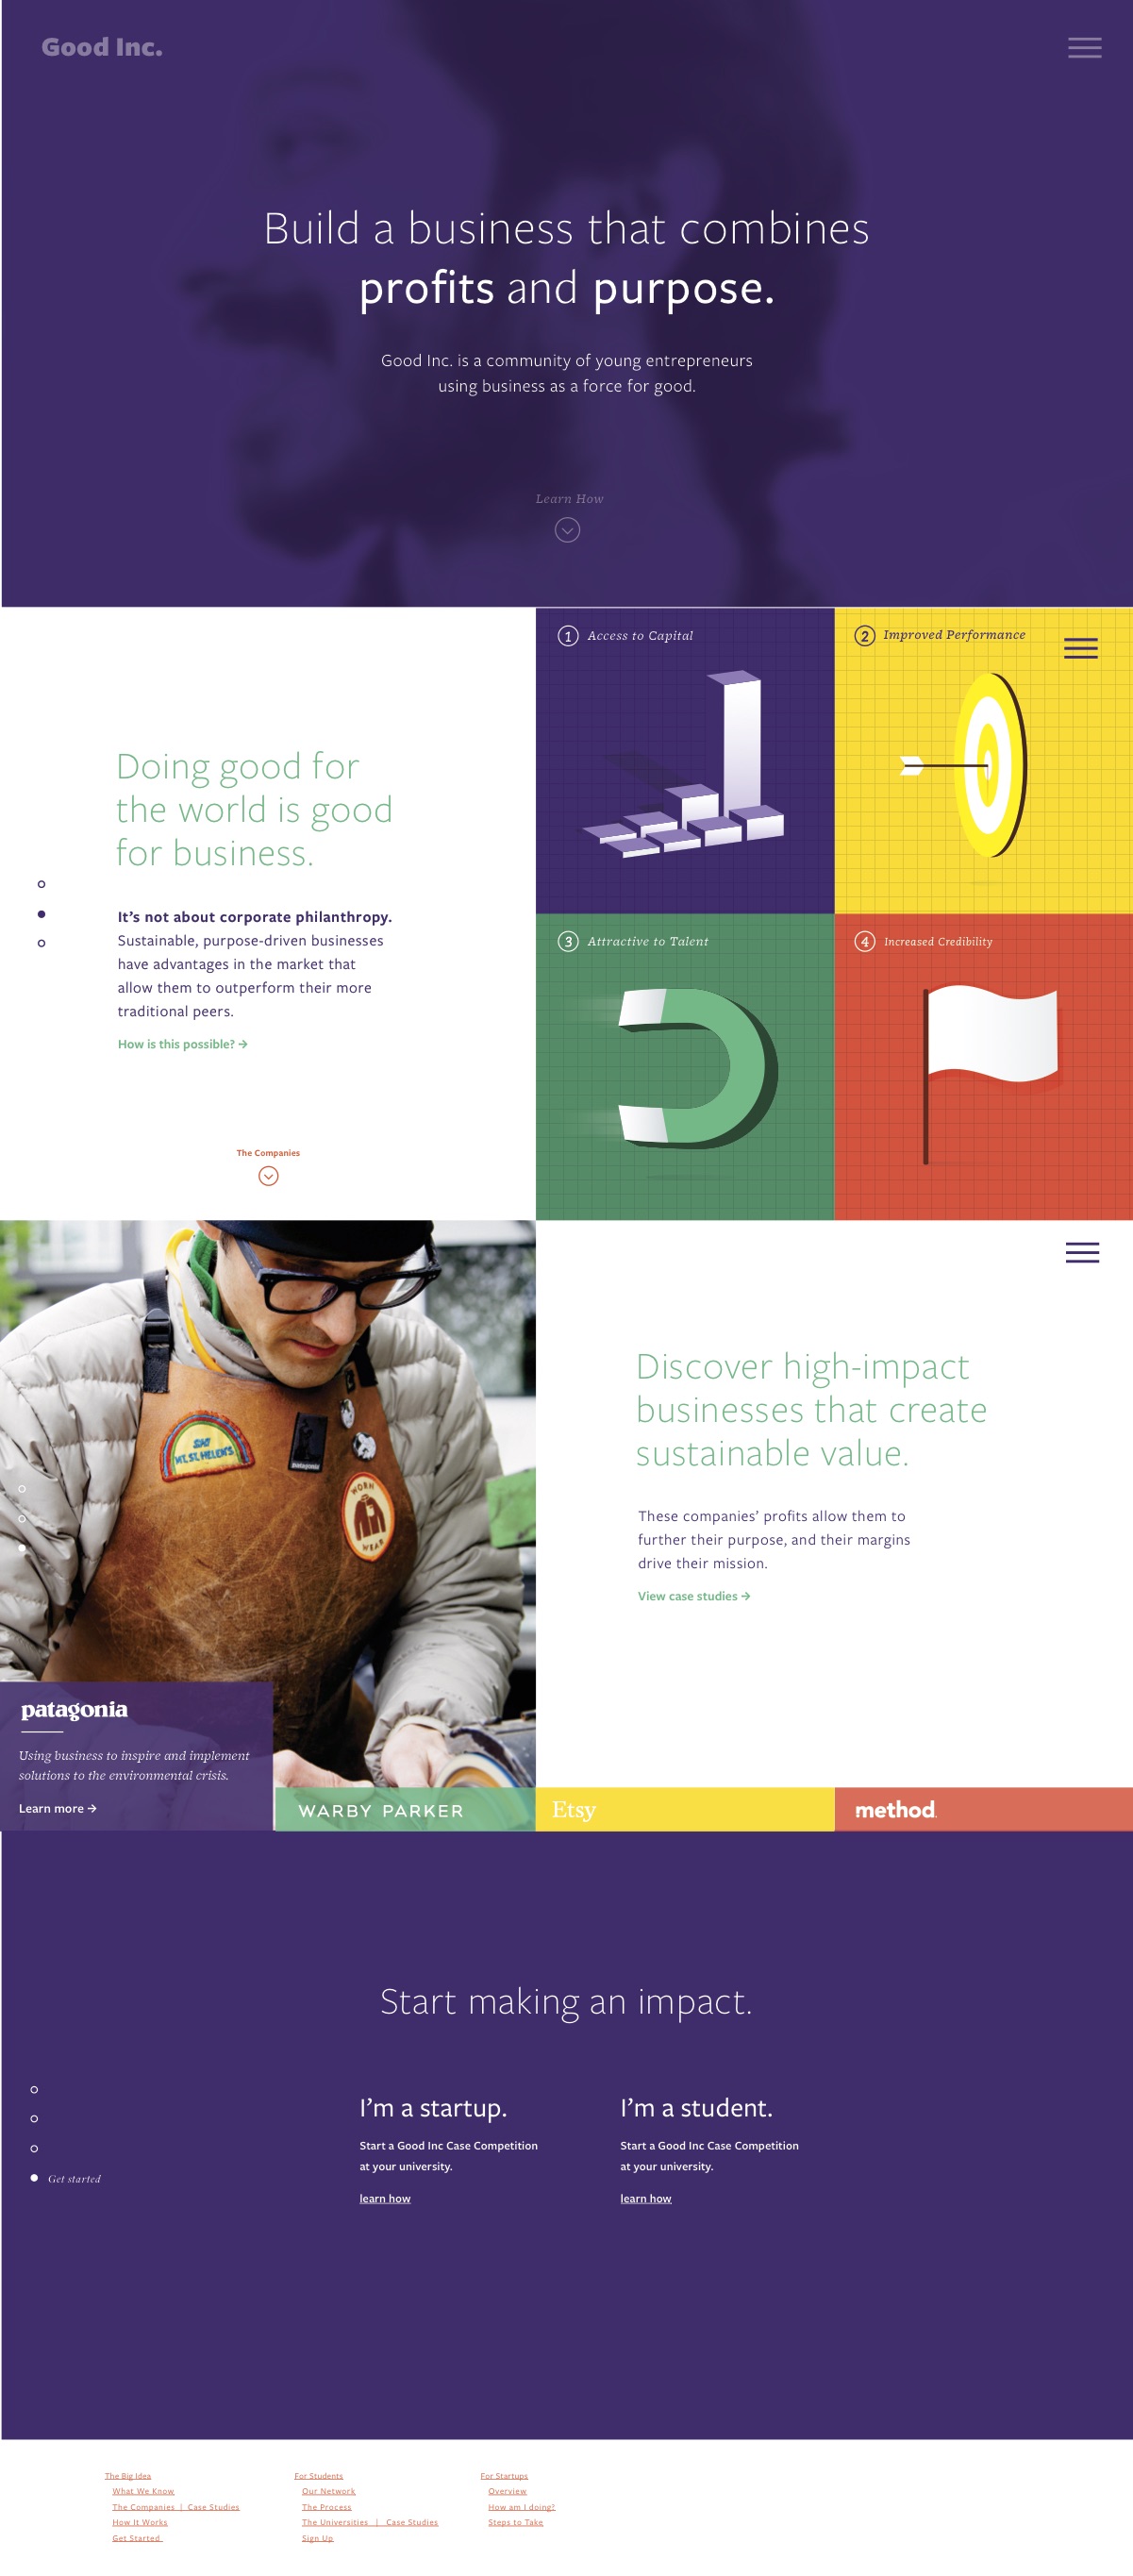 Good Inc.
Build a business that combines
profits and purpose.
Good Inc. is a community of young entrepreneurs
using business as a force for good.
Learn How
Doing good for
the world is good
for business.
It's not about corporate philanthropy.
Sustainable, purpose-driven businesses
have advantages in the market that
allow them to outperform their more
traditional peers.
How is this possible? →
The Companies
1 Access to Capital
2 Improved Performance
3 Attractive to Talent
4 Increased Credibility
MT. ST. HELEN'S
patagonia
WORN
WEAR
Discover high-impact
businesses that create
sustainable value.
These companies' profits allow them to
further their purpose, and their margins
drive their mission.
View case studies →
patagonia
Using business to inspire and implement
solutions to the environmental crisis.
Learn more →
WARBY PARKER
Etsy
method.
Start making an impact.
I'm a startup.
Start a Good Inc Case Competition
at your university.
learn how
I'm a student.
Start a Good Inc Case Competition
at your university.
learn how
Get started
The Big Idea
What We Know
The Companies | Case Studies
How It Works
Get Started
For Students
Our Network
The Process
The Universities | Case Studies
Sign Up
For Startups
Overview
How am I doing?
Steps to Take